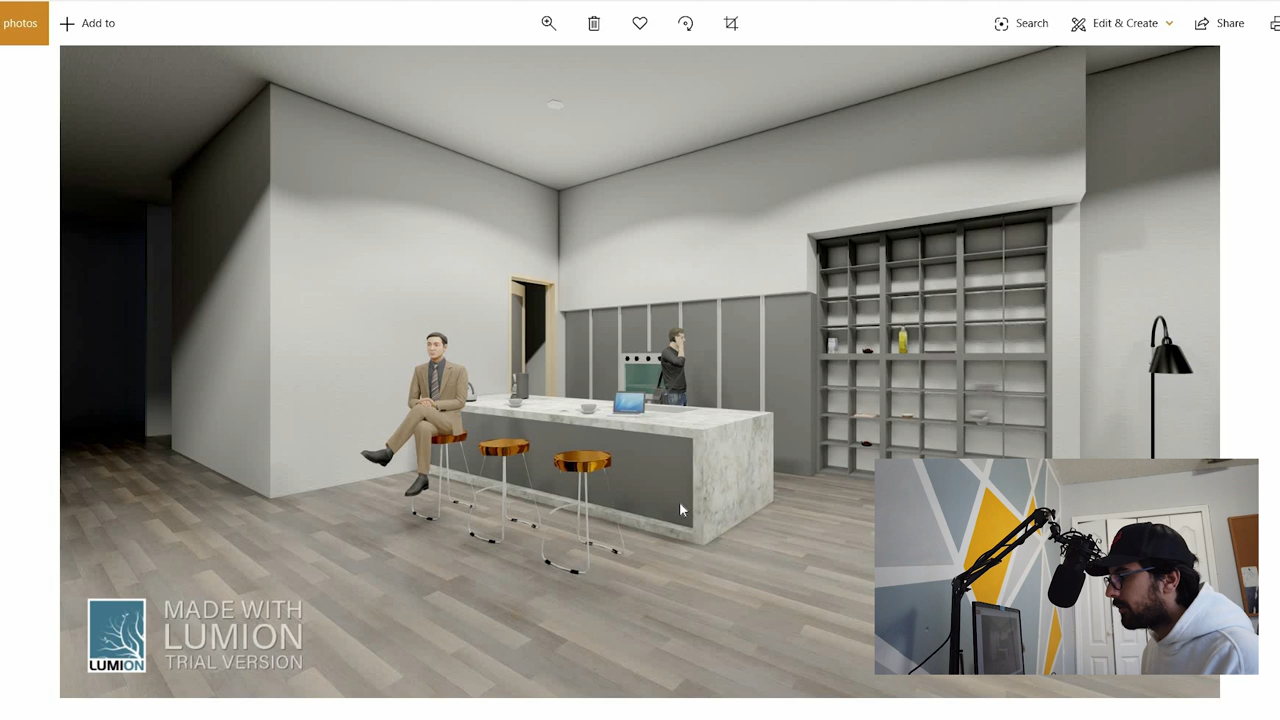 photos
Add to
Search
Edit & Create
Share
MADE WITH
LUMION
TRIAL VERSION
LUMION